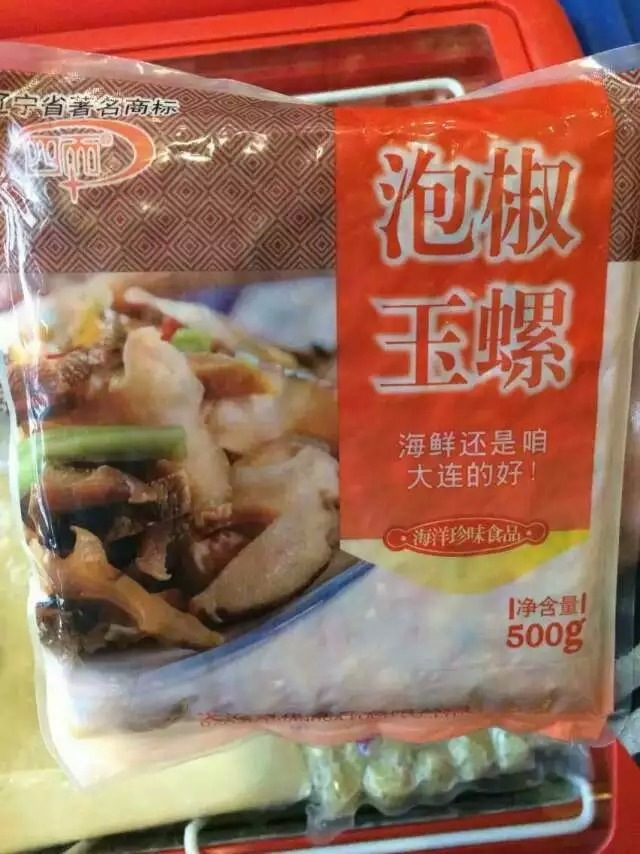 辽宁省著名商标
泡椒
玉螺
海鲜还是咱
大连的好!
海洋珍味食品
净含量
500g